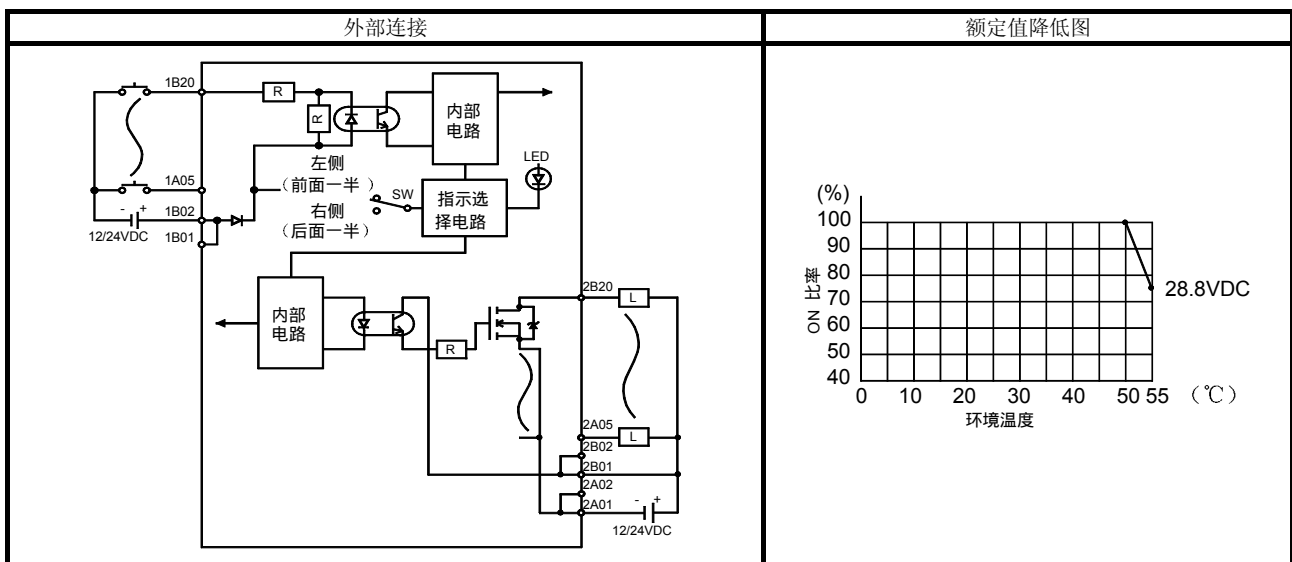 外部连接
额定值降低图
1B20
R
R
内部
电路
左侧
（前面一半 ）
LED
1A05
SW
指示选
择电路
右侧
（后面一半）
- +
1B02
12/24VDC
1B01
内部
电路
R
2B20
L
2A05
L
2B02
2B01
2A02
2A01
- +
12/24VDC
(%)
100
90
80
70
60
50
40
ON 比率
28.8VDC
0 10 20 30 40 50 55 （℃）
环境温度